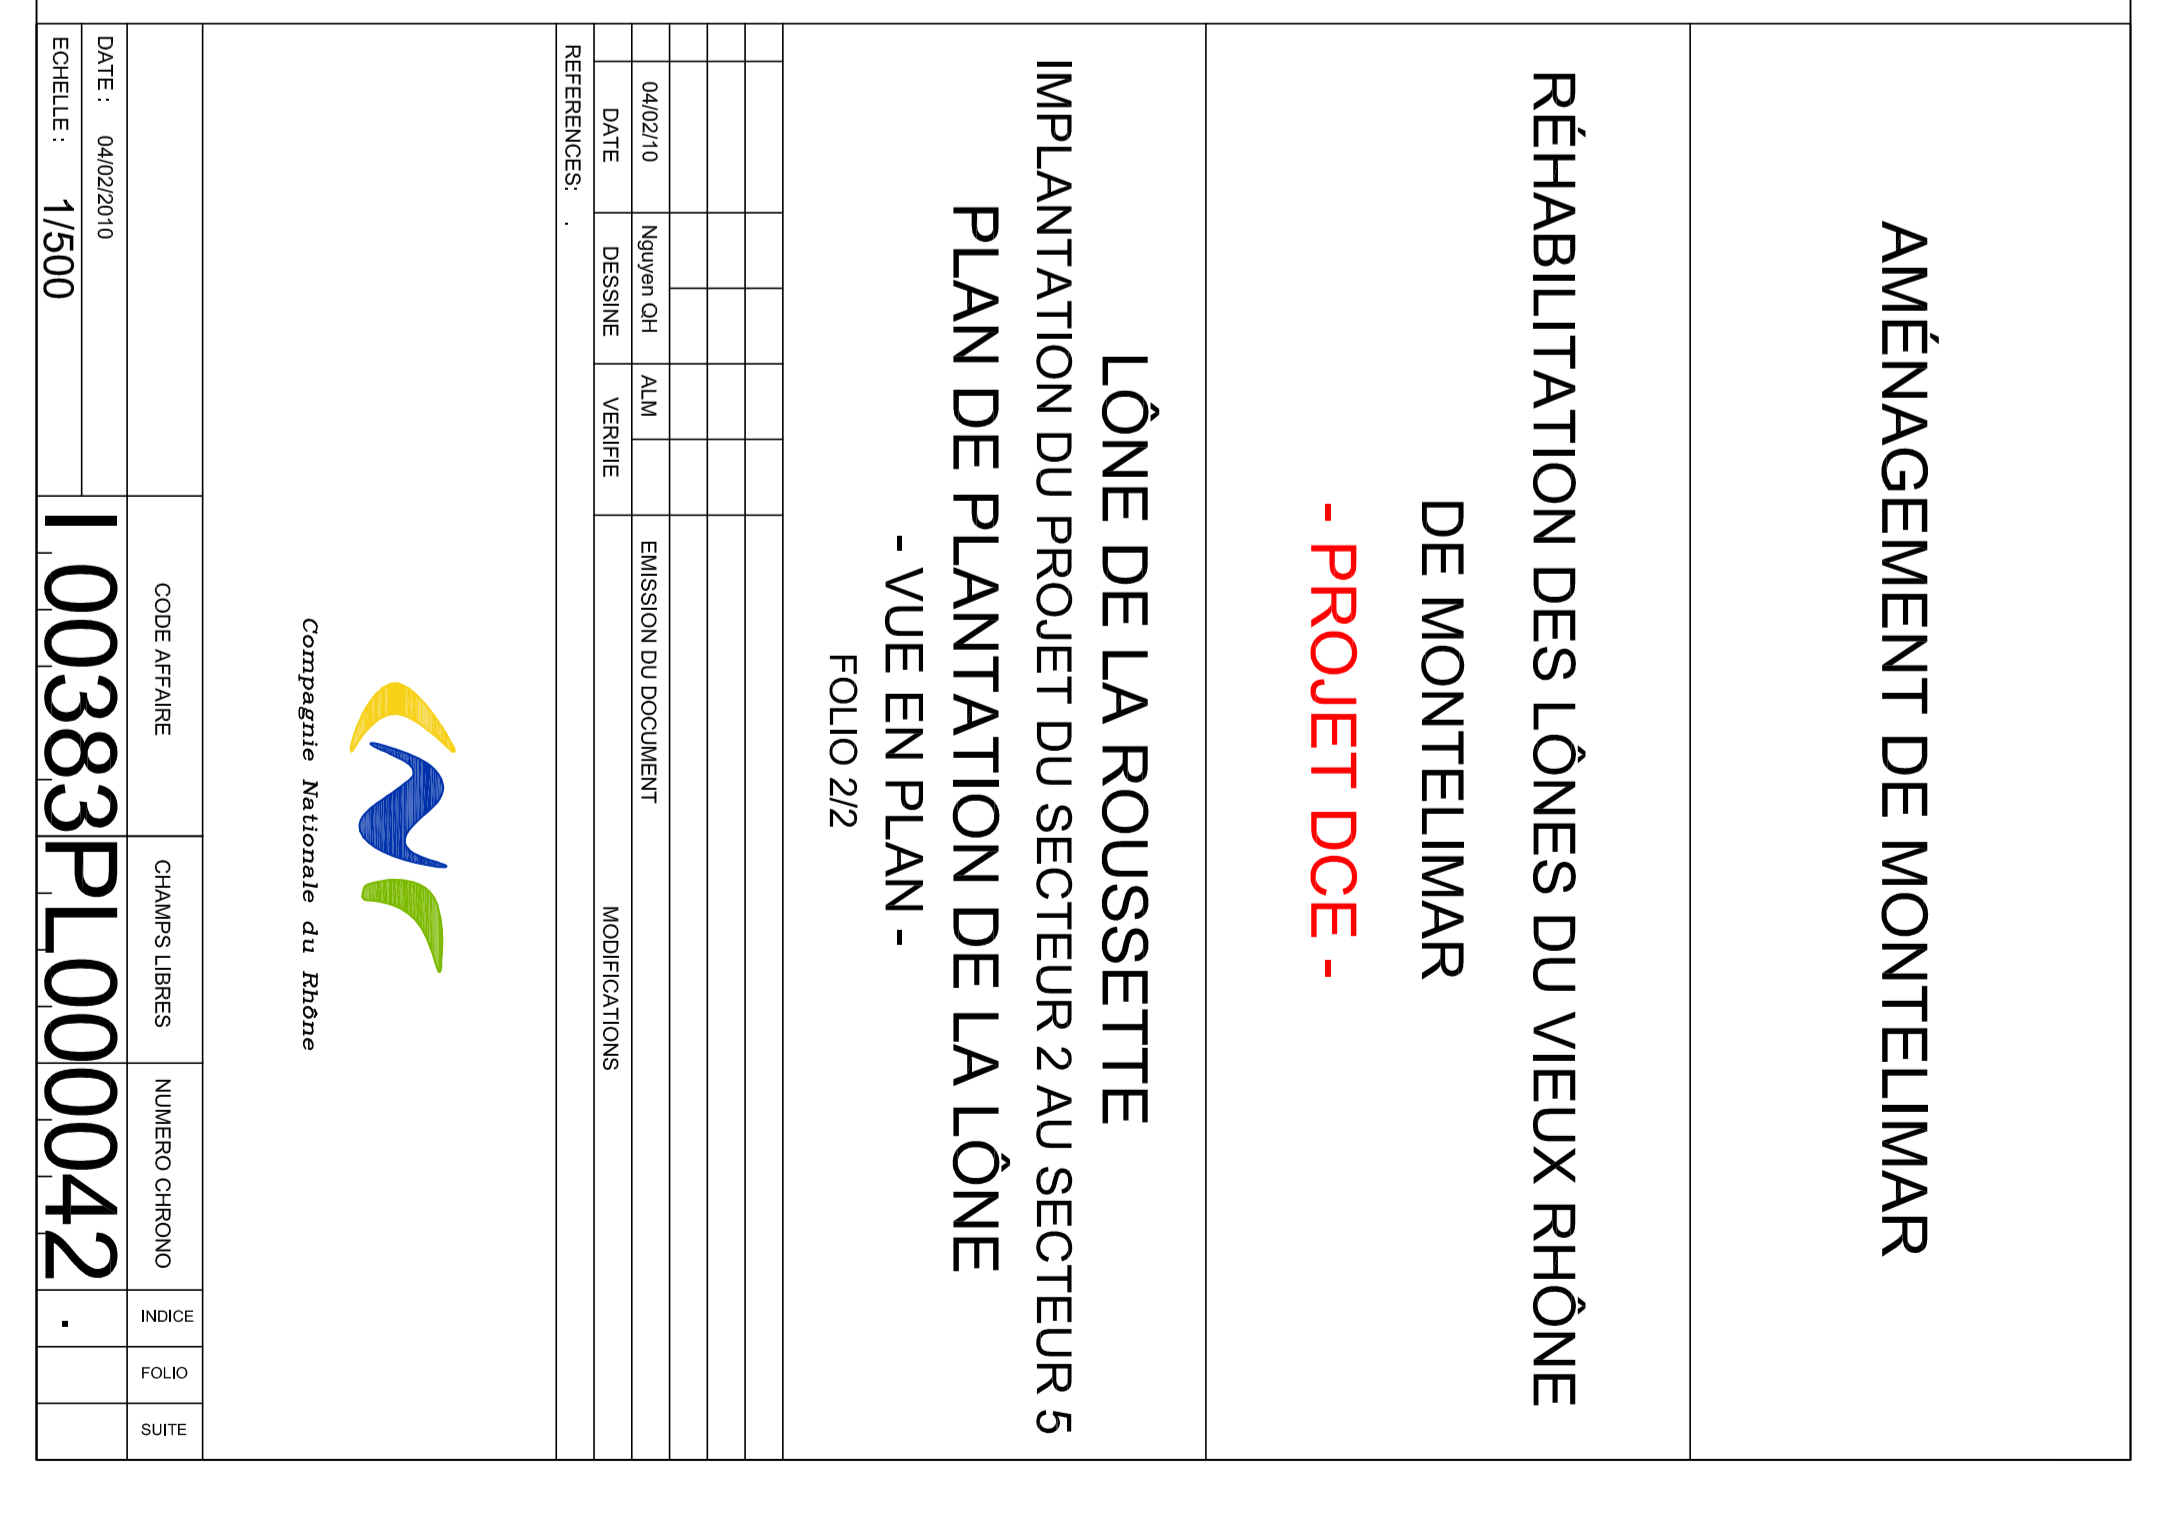 AMÉNAGEMENT DE MONTELIMAR
RÉHABILITATION DES LÔNES DU VIEUX RHÔNE
DE MONTELIMAR
- PROJET DCE -
LÔNE DE LA ROUSSETTE
IMPLANTATION DU PROJET DU SECTEUR 2 AU SECTEUR 5
PLAN DE PLANTATION DE LA LÔNE
- VUE EN PLAN -
FOLIO 2/2
04/02/10 Nguyen QH ALM EMISSION DU DOCUMENT
DATE DESSINE VERIFIE MODIFICATIONS
REFERENCES: .
Compagnie Nationale du Rhône
CODE AFFAIRE CHAMPS LIBRES NUMERO CHRONO INDICE FOLIO SUITE
DATE : 04/02/2010
ECHELLE : 1/500
I00383PL000042 .